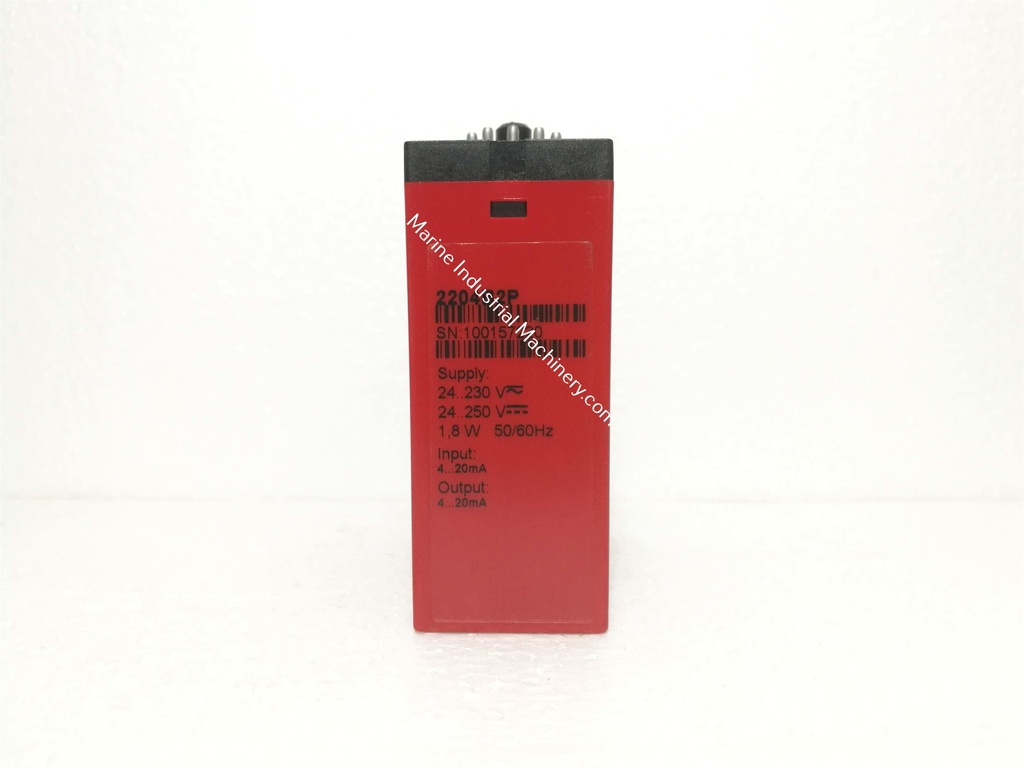 Marine Industrial Machinery.com
Supply:
24..230 V
24..250 V
1,8 W 50/60Hz
Input:
4...20mA
Output:
4...20mA